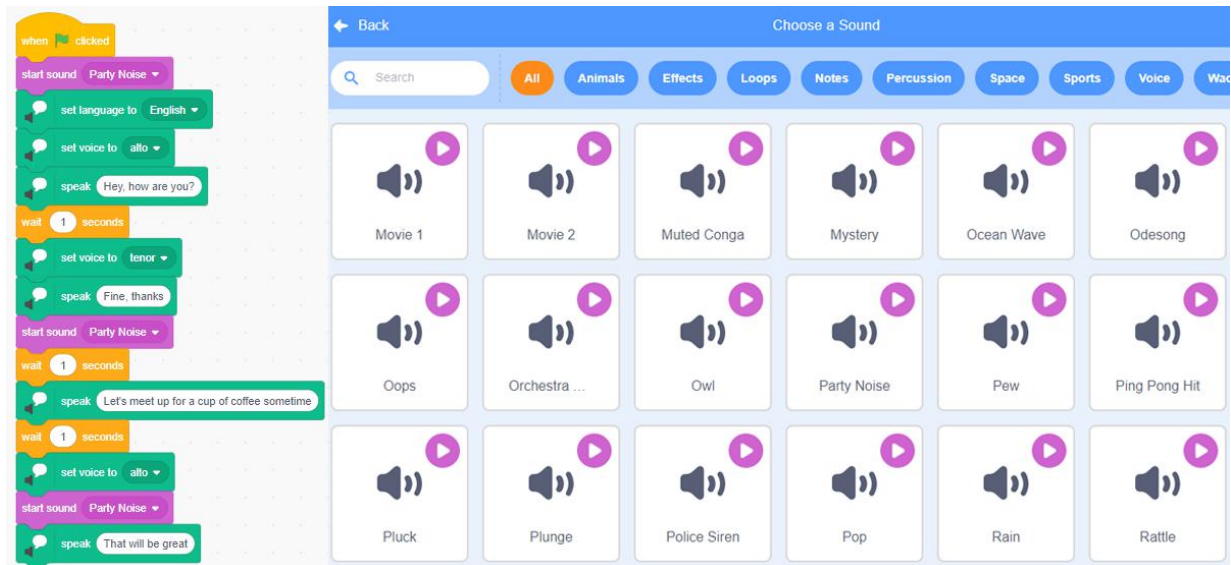 when clicked
start sound Party Noise
set language to English
set voice to alto
speak Hey, how are you?
wait 1 seconds
set voice to tenor
speak Fine, thanks
start sound Party Noise
wait 1 seconds
speak Let's meet up for a cup of coffee sometime
wait 1 seconds
set voice to alto
start sound Party Noise
speak That will be great
Back Choose a Sound
Search All Animals Effects Loops Notes Percussion Space Sports Voice Wac
Movie 1 Movie 2 Muted Conga Mystery Ocean Wave Odesong
Oops Orchestra ... Owl Party Noise Pew Ping Pong Hit
Pluck Plunge Police Siren Pop Rain Rattle